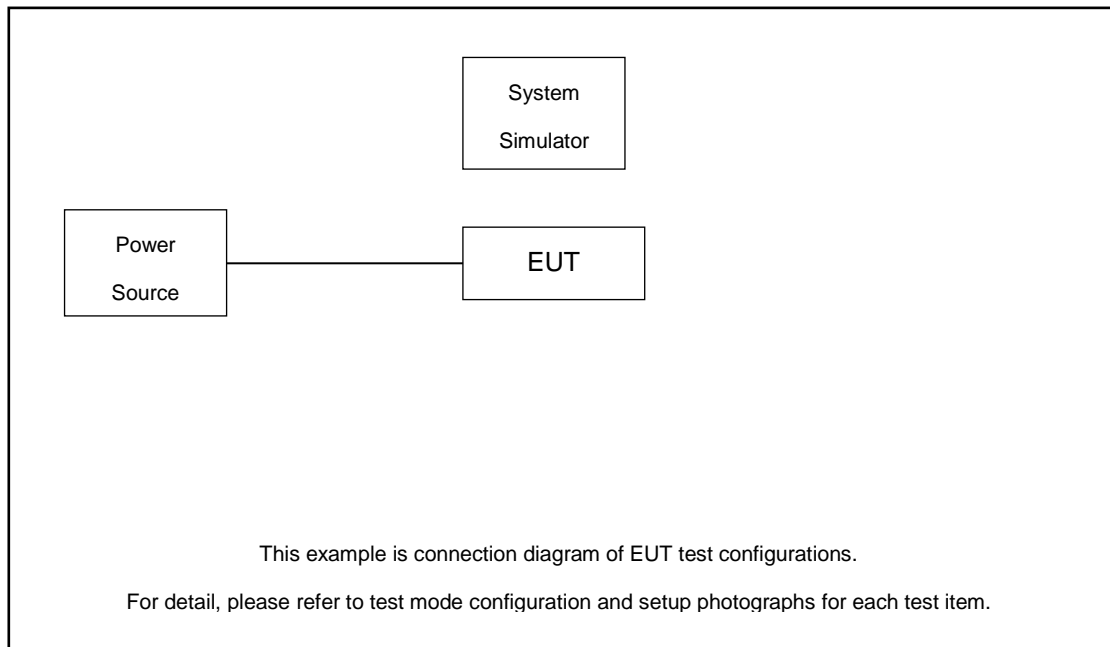 System
Simulator
Power
Source
EUT
This example is connection diagram of EUT test configurations.
For detail, please refer to test mode configuration and setup photographs for each test item.